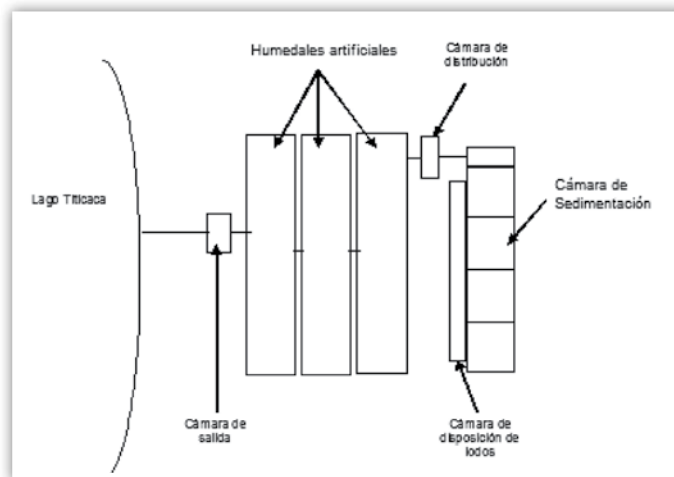 Humedales artificiales
Cámara de
distribución
Lago Titicaca
Cámara de
Sedimentación
Cámara de
salida
Cámara de
disposición de
lodos